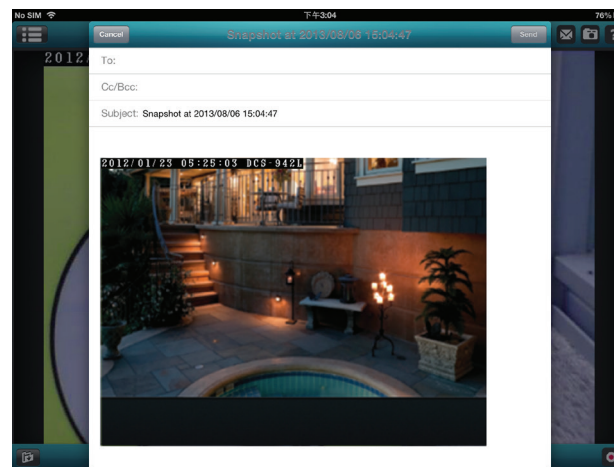 No SIM 下午3:04 76%
Cancel Snapshot at 2013/08/06 15:04:47 Send
2012
To:
Cc/Bcc:
Subject: Snapshot at 2013/08/06 15:04:47
2012/01/23 05:25:03 DCS-942L